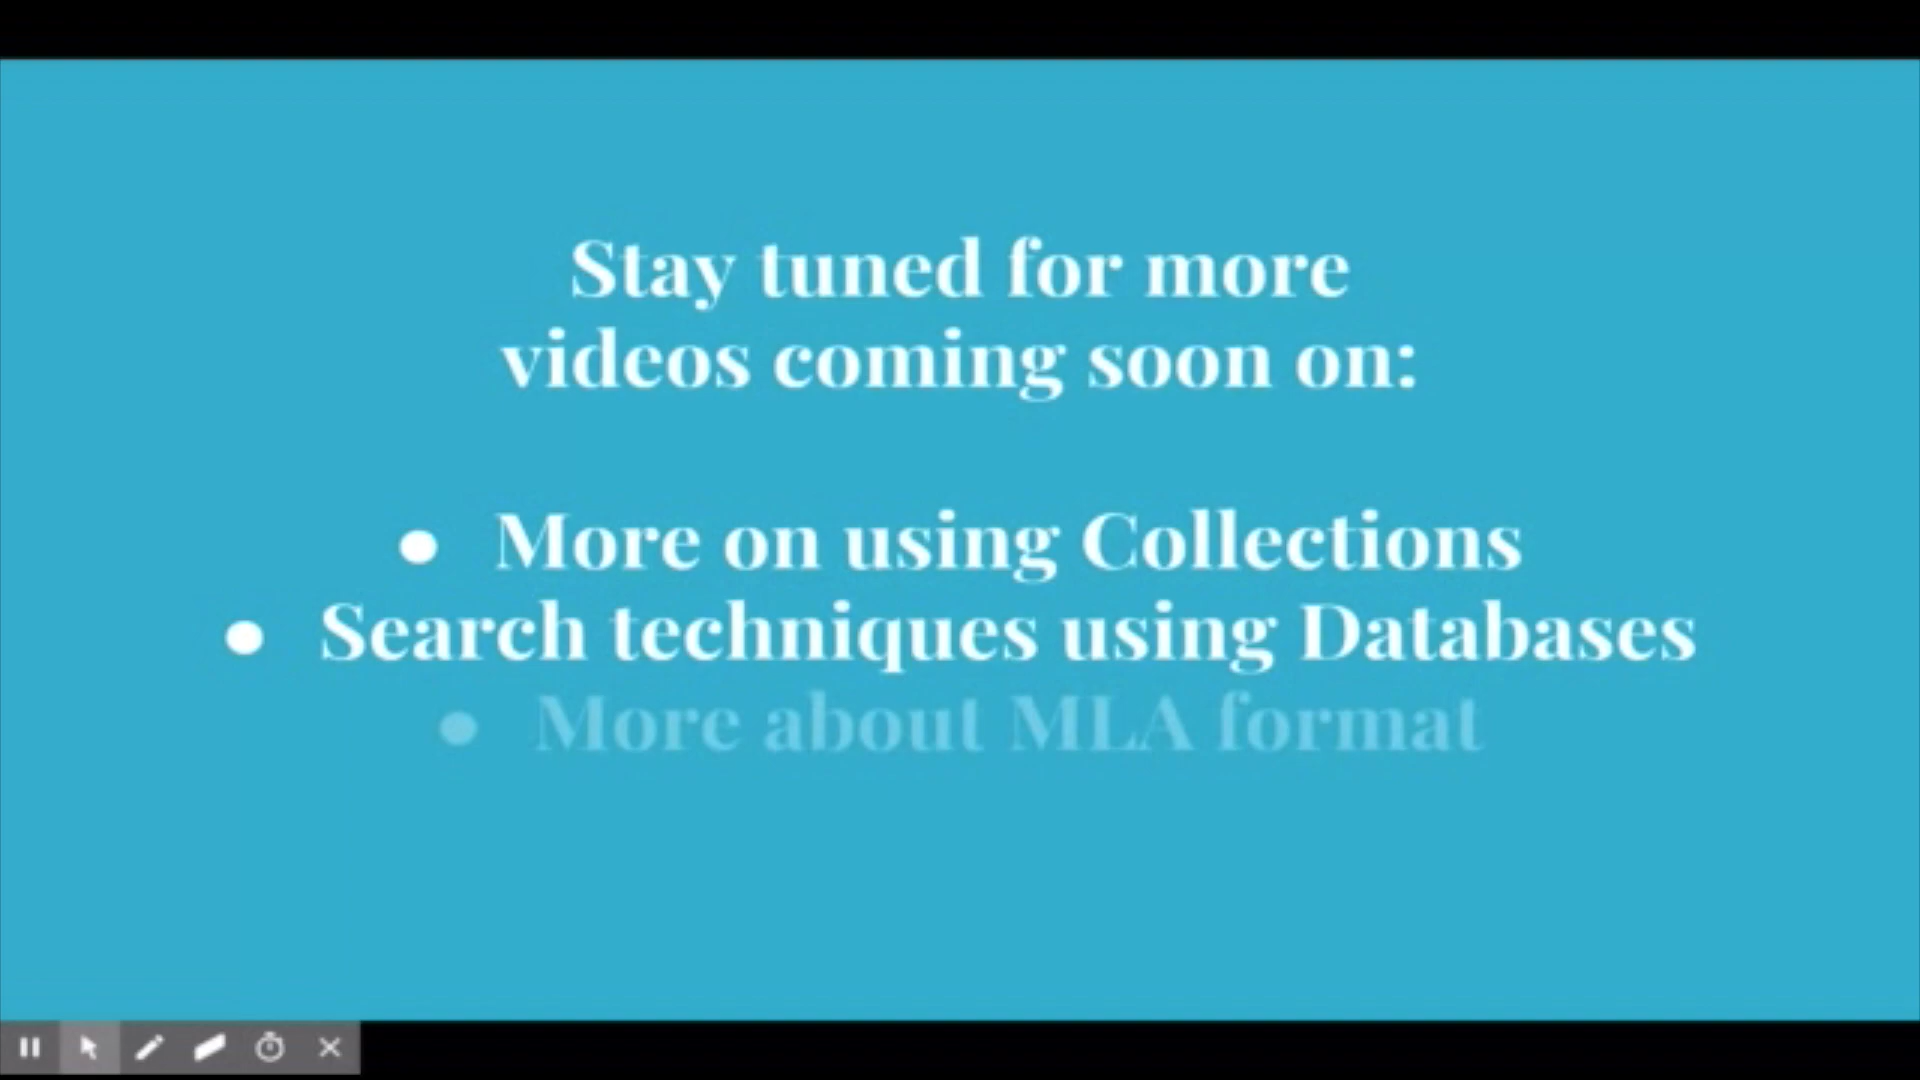 Stay tuned for more
videos coming soon on:
● More on using Collections
● Search techniques using Databases
● More about MLA format